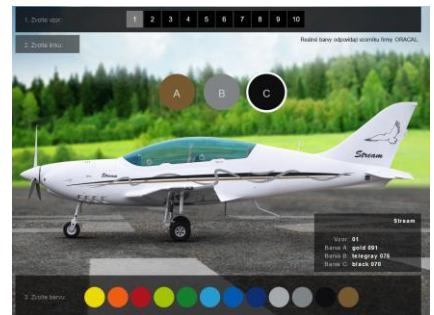 1. Zvolte vzor:
1 2 3 4 5 6 7 8 9 10
2. Zvolte linku:
Reálné barvy odpovídají vzorníku firmy ORACAL.
A B C
Stream
Stream
Stream
Vzor: 01
Barva A: gold 091
Barva B: telegray 076
Barva C: black 070
3. Zvolte barvu: